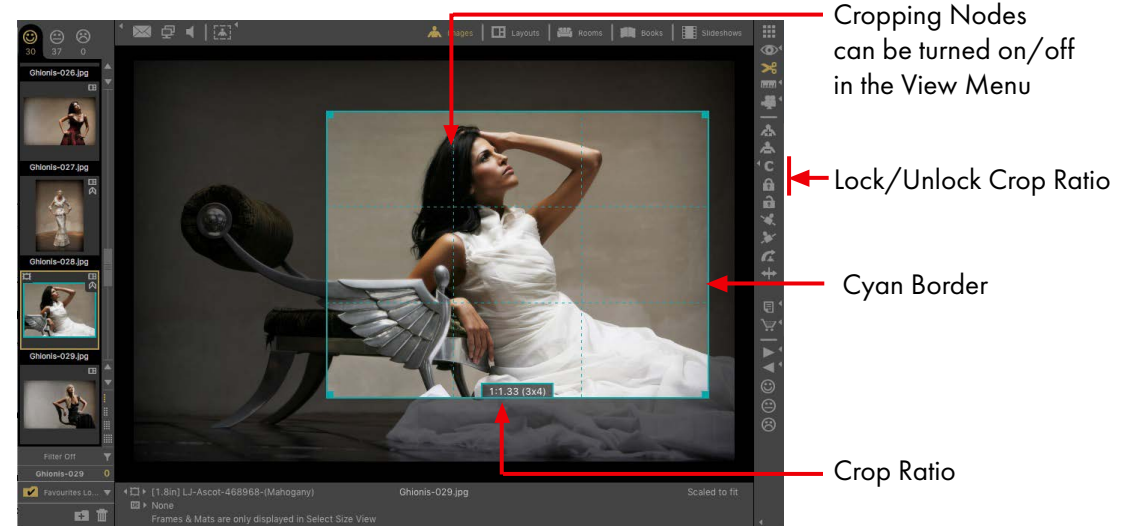 Cropping Nodes
can be turned on/off
in the View Menu
Lock/Unlock Crop Ratio
Cyan Border
Crop Ratio
30 37 0
Images Layouts Rooms Books Slideshows
Ghionis-026.jpg
Ghionis-027.jpg
Ghionis-028.jpg
Ghionis-029.jpg
C
1:1.33 (3x4)
Filter Off
Ghionis-029 0
Favourites Lo...
[1.8in] LJ-Ascot-468968-(Mahogany) Ghionis-029.jpg Scaled to fit
None
Frames & Mats are only displayed in Select Size View